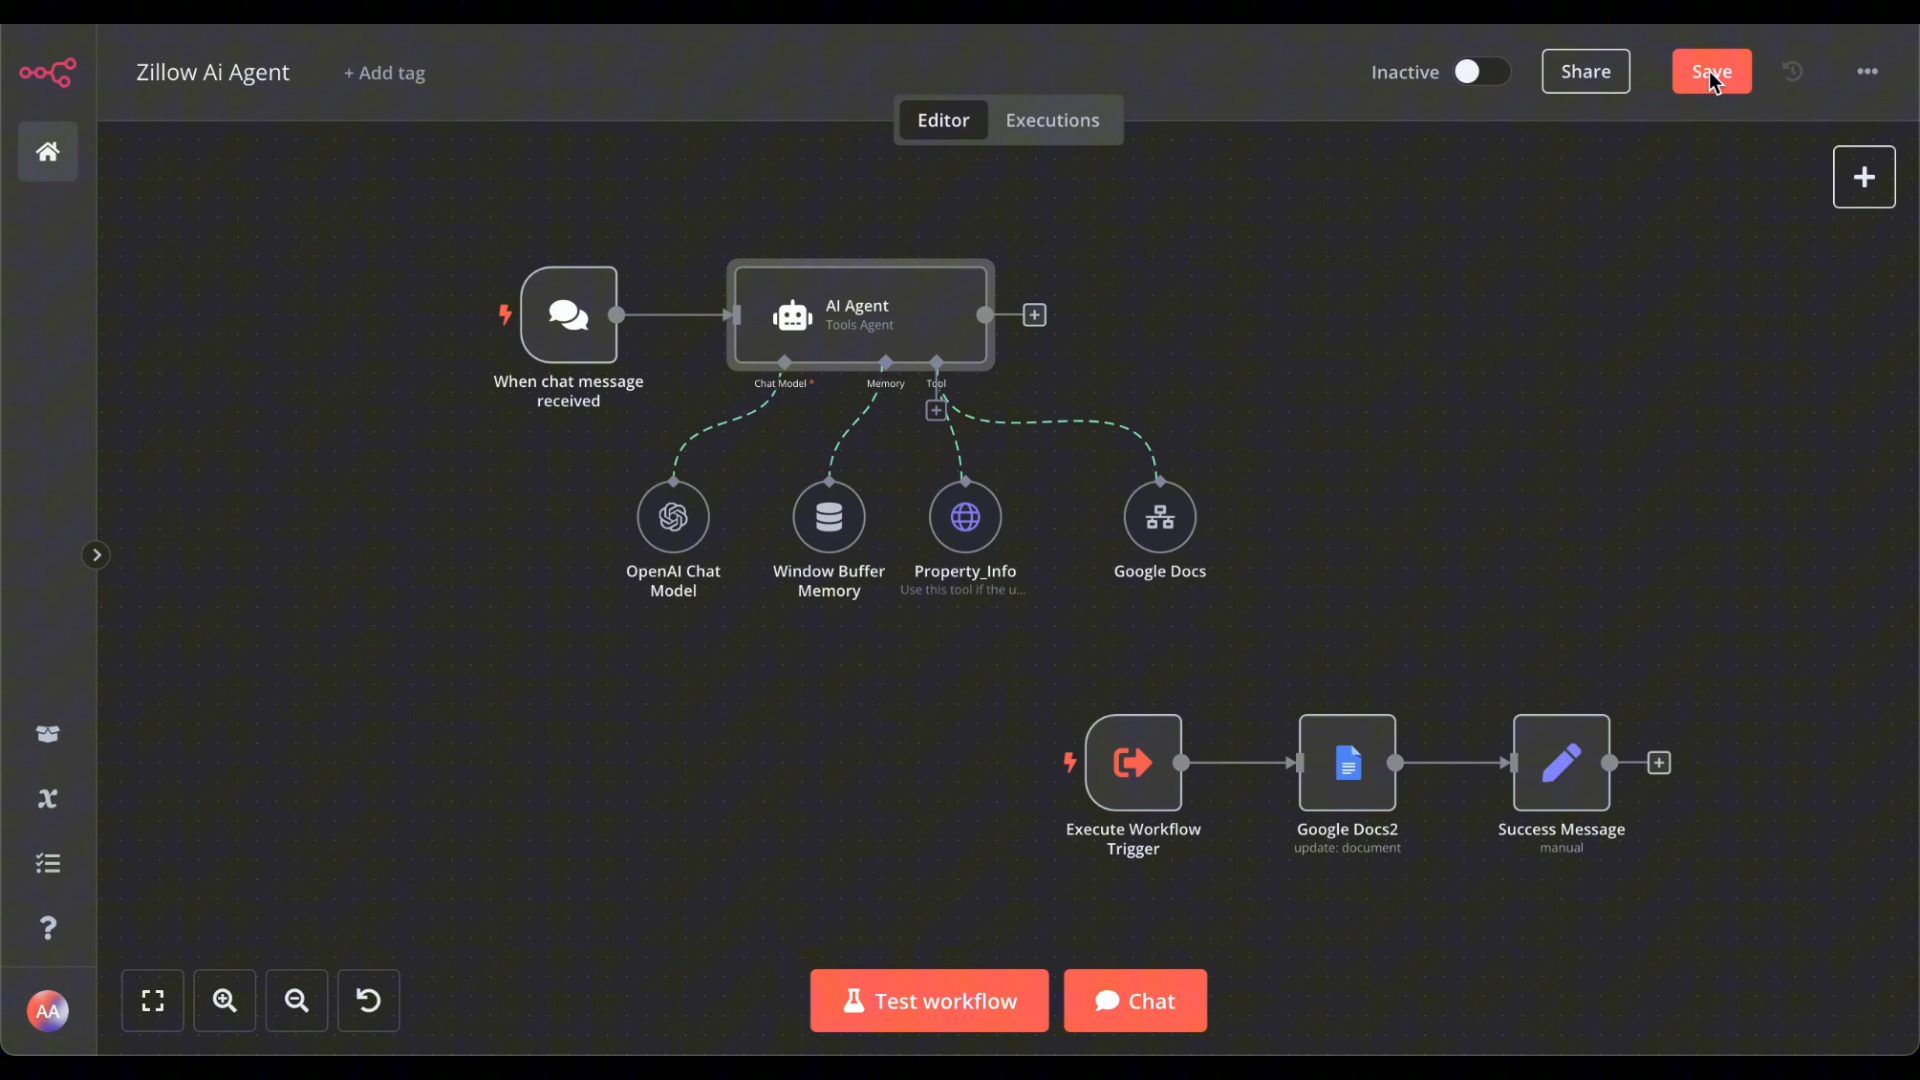 Zillow Ai Agent
+ Add tag
Inactive
Share
Save
Editor
Executions
AI Agent
Tools Agent
When chat message
received
Chat Model *
Memory
Tool
OpenAI Chat
Model
Window Buffer
Memory
Property_Info
Use this tool if the u...
Google Docs
Execute Workflow
Trigger
Google Docs2
update: document
Success Message
manual
AA
Test workflow
Chat